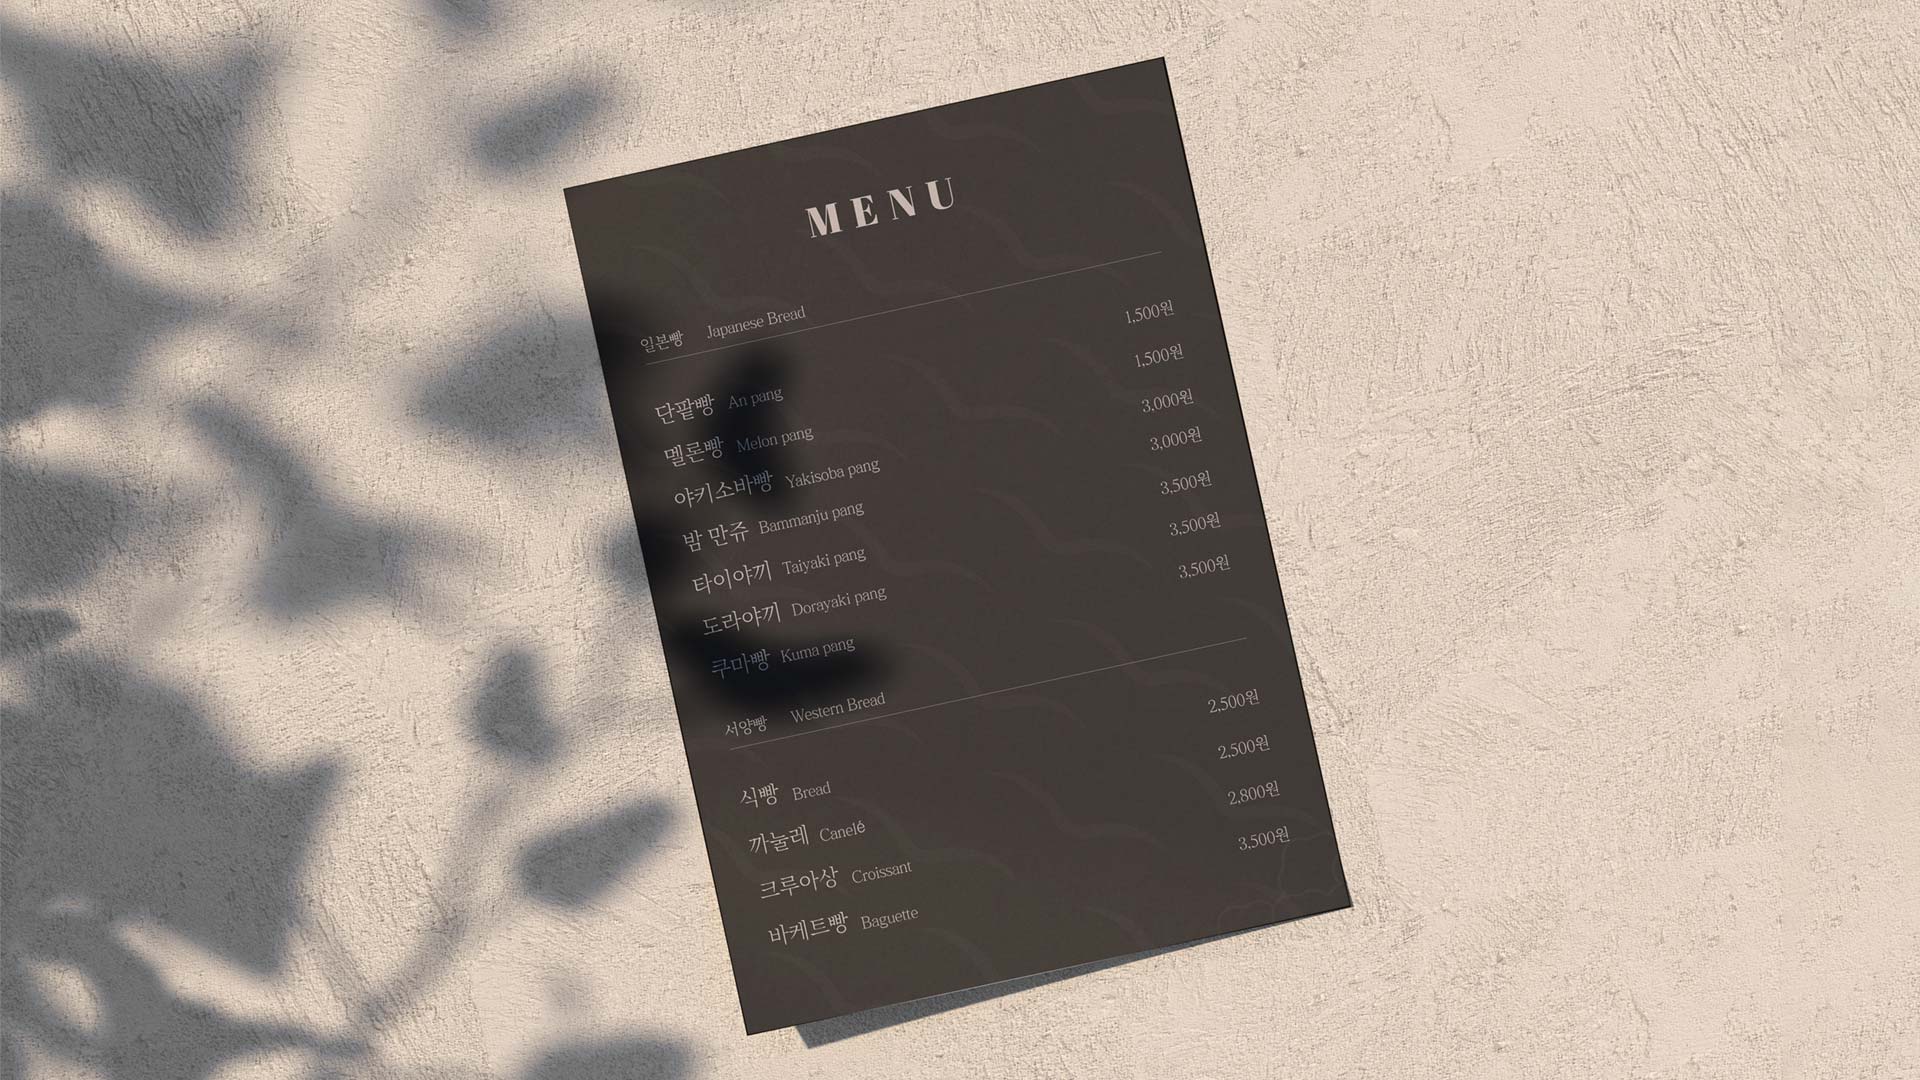 MENU
일본빵 Japanese Bread
단팥빵 An pang 1,500원
멜론빵 Melon pang 1,500원
야키소바빵 Yakisoba pang 3,000원
밤 만쥬 Bammanju pang 3,000원
타이야끼 Taiyaki pang 3,500원
도라야끼 Dorayaki pang 3,500원
쿠마빵 Kuma pang 3,500원
서양빵 Western Bread
식빵 Bread 2,500원
까눌레 Canelé 2,500원
크루아상 Croissant 2,800원
바케트빵 Baguette 3,500원